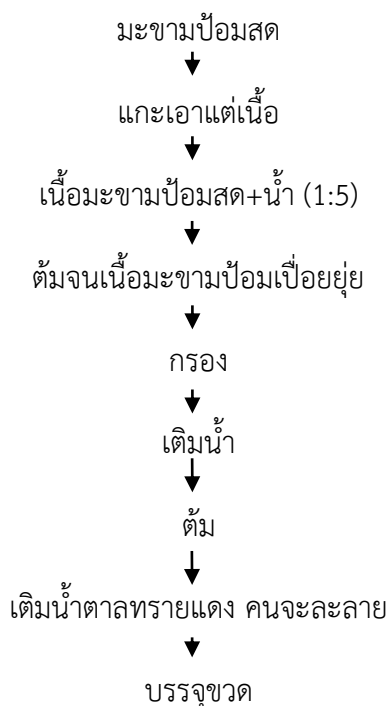 มะขามป้อมสด
แกะเอาแต่เนื้อ
เนื้อมะขามป้อมสด+น้ำ (1:5)
ต้มจนเนื้อมะขามป้อมเปื่อยยุ่ย
กรอง
เติมน้ำ
ต้ม
เติมน้ำตาลทรายแดง คนจะละลาย
บรรจุขวด